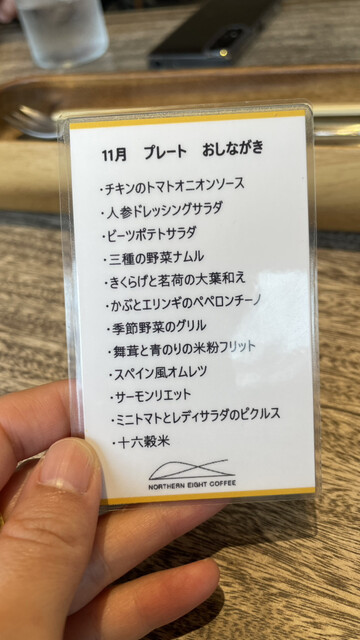 11月 プレート おしながき
・チキンのトマトオニオンソース
・人参ドレッシングサラダ
・ビーツポテトサラダ
・三種の野菜ナムル
・きくらげと茗荷の大葉和え
・かぶとエリンギのペペロンチーノ
・季節野菜のグリル
・舞茸と青のりの米粉フリット
・スペイン風オムレツ
・サーモンリエット
・ミニトマトとレディサラダのピクルス
・十六穀米
NORTHERN EIGHT COFFEE